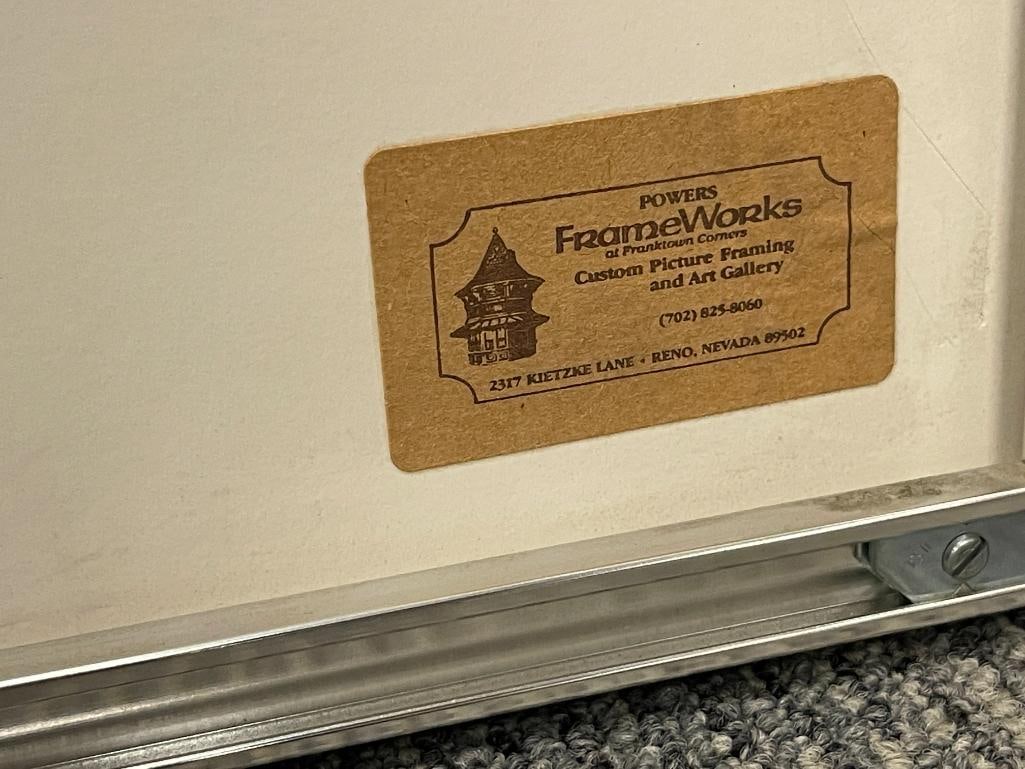 POWERS
FRameWoRks
at Franktown Corners
Custom Picture Framing
and Art Gallery
(702) 825-8060
2317 KIETZKE LANE • RENO, NEVADA 89502